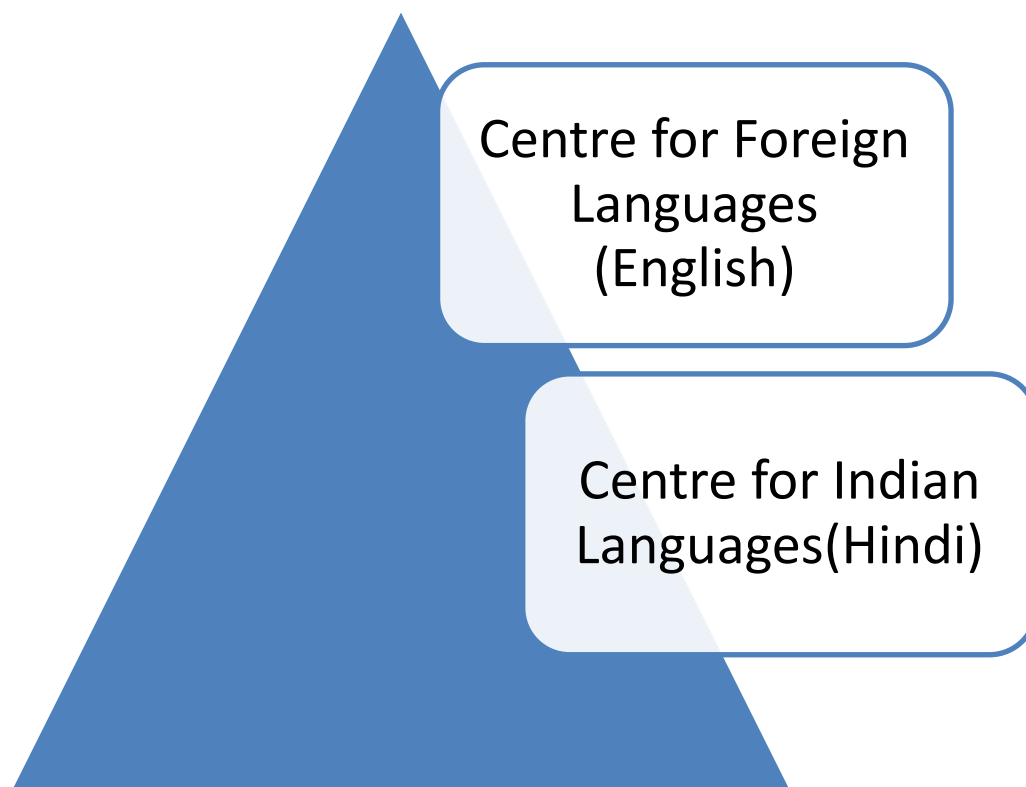 Centre for Foreign
Languages
(English)
Centre for Indian
Languages(Hindi)